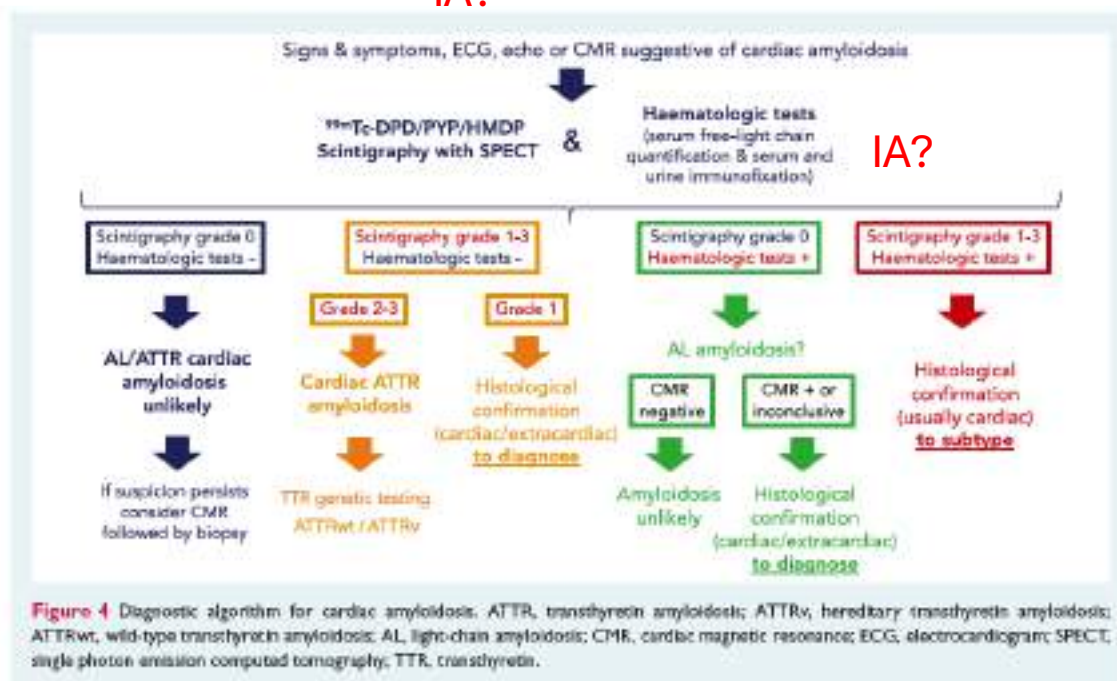 IA?
Signs & symptoms, ECG, echo or CMR suggestive of cardiac amyloidosis
⁹⁹ᵐTc-DPD/PYP/HMDP
Scintigraphy with SPECT
&
Haematologic tests
(serum free-light chain
quantification & serum and
urine immunofixation)
IA?
Scintigraphy grade 0
Haematologic tests -
Scintigraphy grade 1-3
Haematologic tests -
Scintigraphy grade 0
Haematologic tests +
Scintigraphy grade 1-3
Haematologic tests +
Grade 2-3
Grade 1
AL/ATTR cardiac
amyloidosis
unlikely
Cardiac ATTR
amyloidosis
Histological
confirmation
(cardiac/extracardiac)
to diagnose
AL amyloidosis?
CMR
negative
CMR + or
inconclusive
Histological
confirmation
(usually cardiac)
to subtype
If suspicion persists
consider CMR
followed by biopsy
TTR genetic testing
ATTRwt / ATTRv
Amyloidosis
unlikely
Histological
confirmation
(cardiac/extracardiac)
to diagnose
Figure 4 Diagnostic algorithm for cardiac amyloidosis. ATTR, transthyretin amyloidosis; ATTRv, hereditary transthyretin amyloidosis;
ATTRwt, wild-type transthyretin amyloidosis; AL, light-chain amyloidosis; CMR, cardiac magnetic resonance; ECG, electrocardiogram; SPECT,
single photon emission computed tomography; TTR, transthyretin.